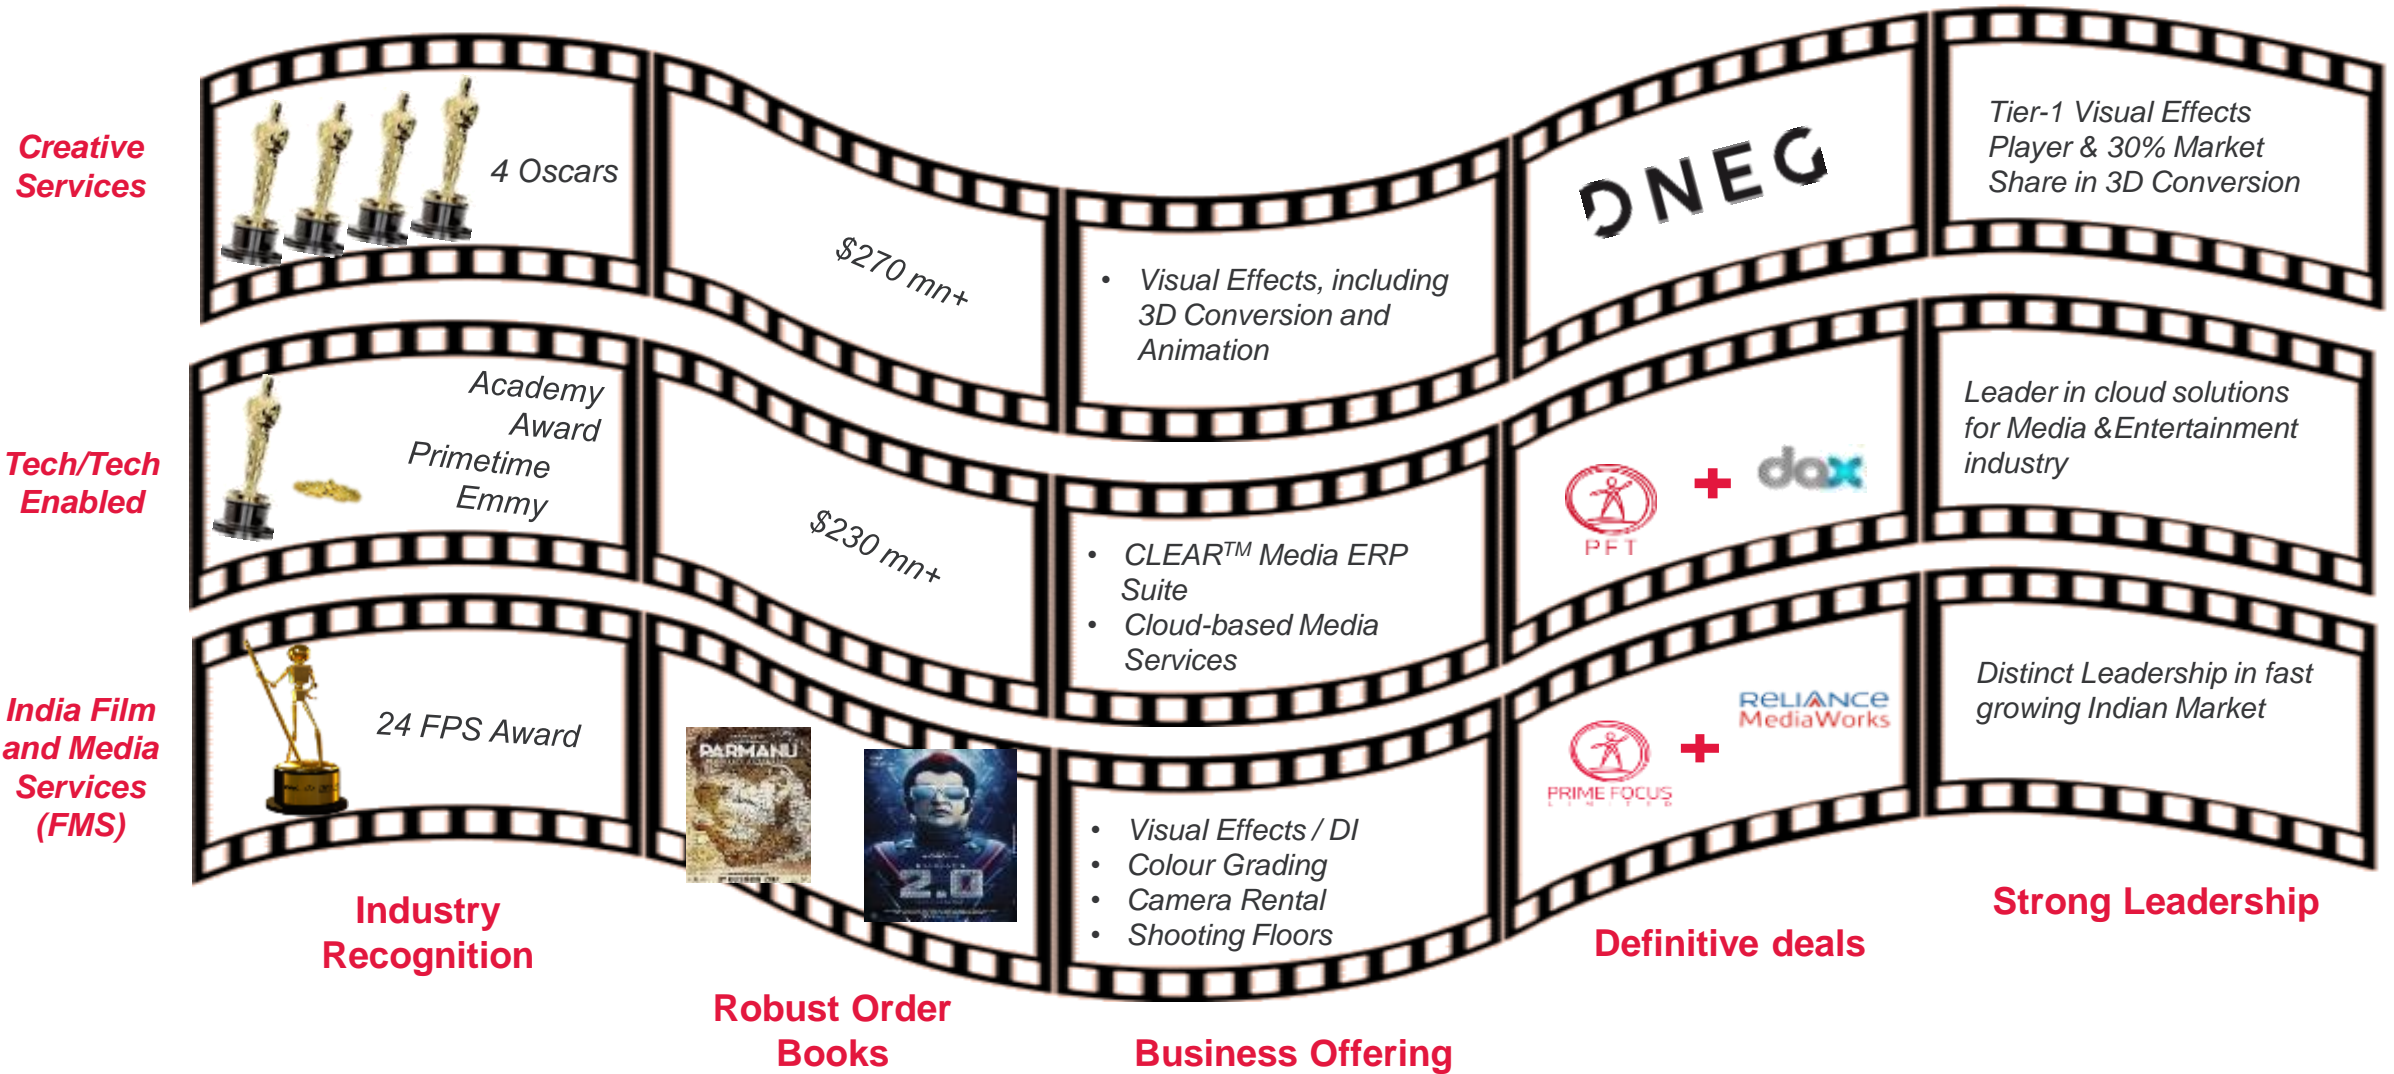 Creative
Services
4 Oscars
$270 mn+
• Visual Effects, including
3D Conversion and
Animation
DNEG
Tier-1 Visual Effects
Player & 30% Market
Share in 3D Conversion
Tech/Tech
Enabled
Academy
Award
Primetime
Emmy
$230 mn+
• CLEAR™ Media ERP
Suite
• Cloud-based Media
Services
PFT
dax
Leader in cloud solutions
for Media &Entertainment
industry
India Film
and Media
Services
(FMS)
24 FPS Award
PARMANU
2.0
• Visual Effects / DI
• Colour Grading
• Camera Rental
• Shooting Floors
PRIME FOCUS
LIMITED
RELIANCE
MediaWorks
Distinct Leadership in fast
growing Indian Market
Industry
Recognition
Robust Order
Books
Business Offering
Definitive deals
Strong Leadership